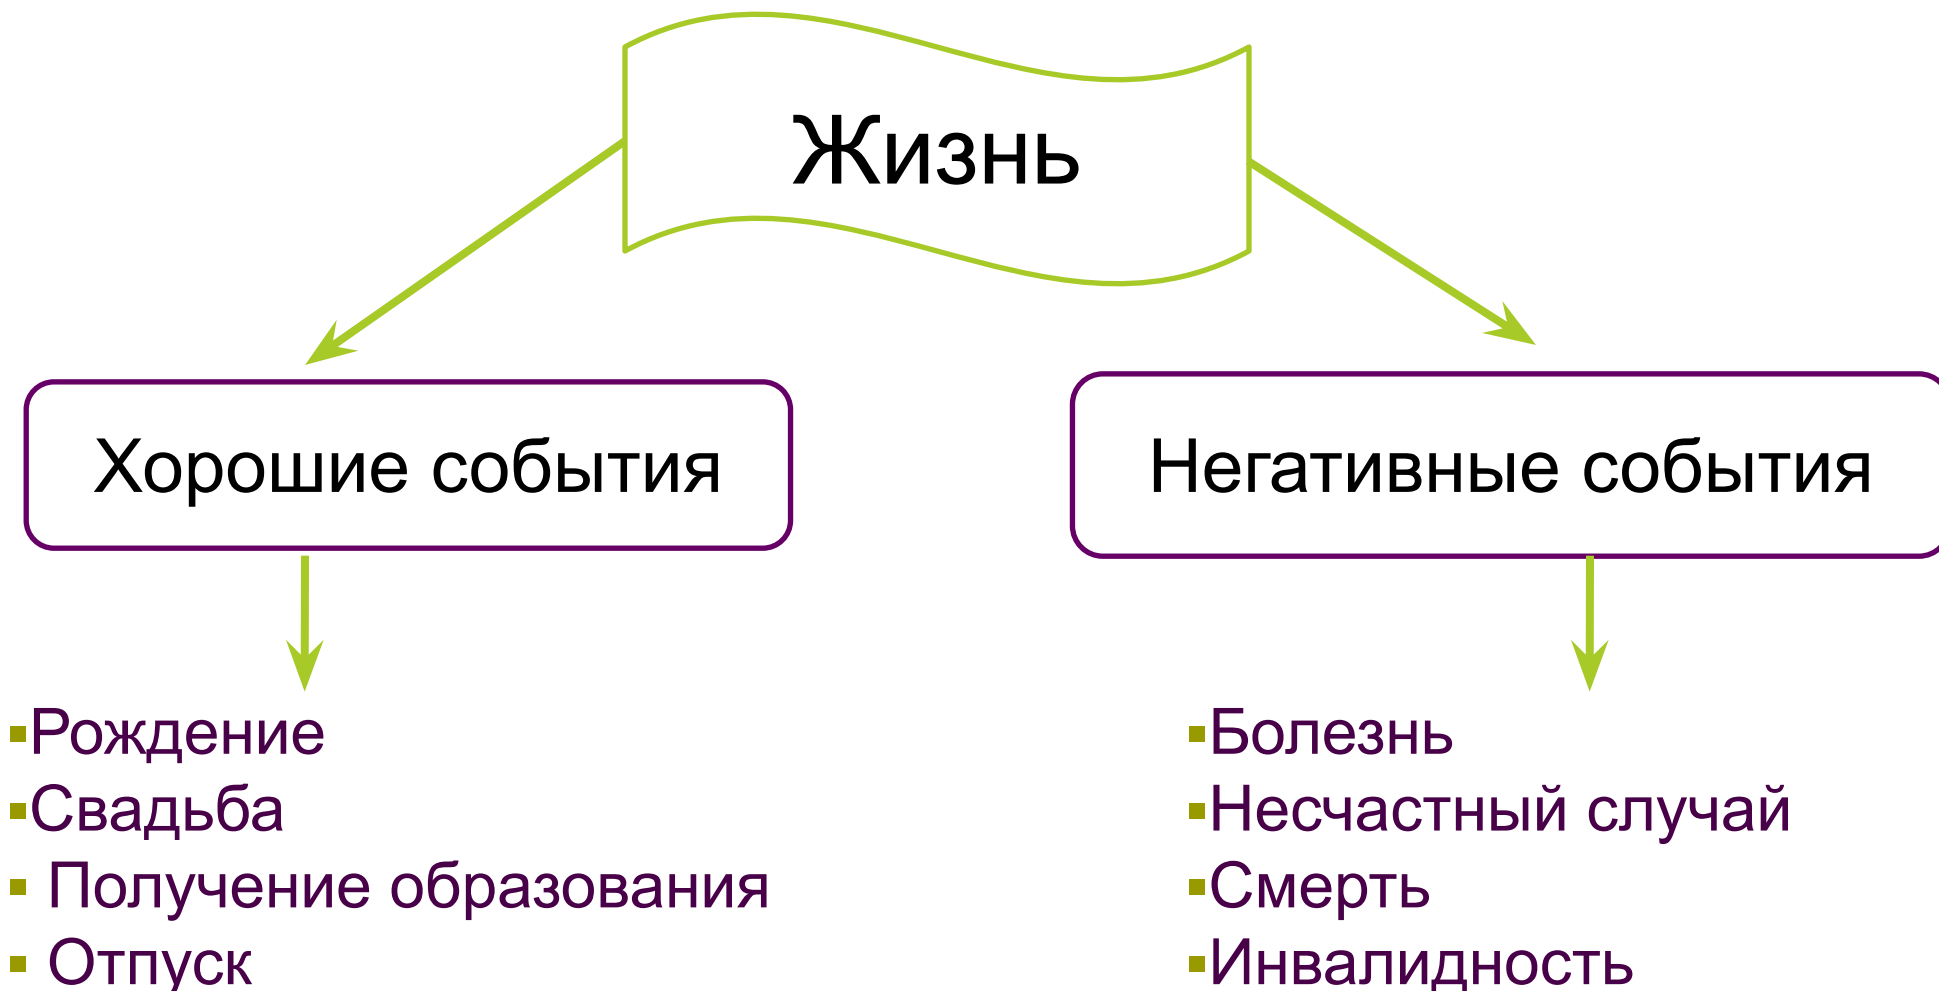 Жизнь
Хорошие события
Негативные события
Рождение
Свадьба
Получение образования
Отпуск
Болезнь
Несчастный случай
Смерть
Инвалидность